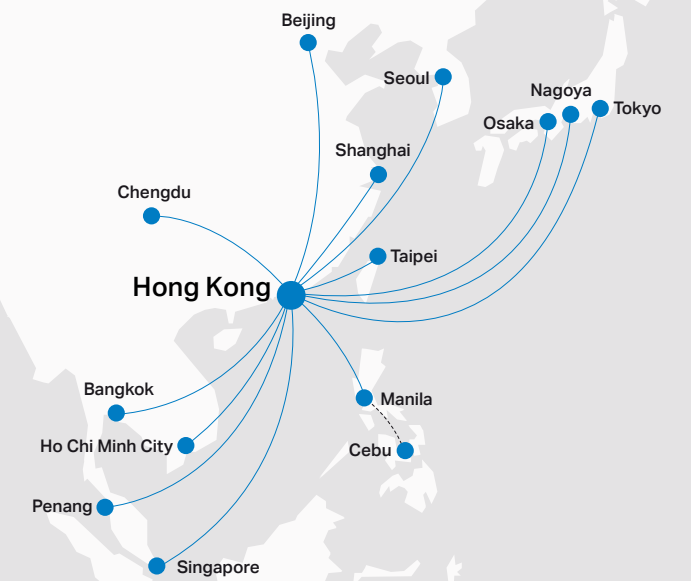 Beijing
Seoul
Nagoya
Tokyo
Osaka
Shanghai
Chengdu
Taipei
Hong Kong
Bangkok
Manila
Ho Chi Minh City
Cebu
Penang
Singapore